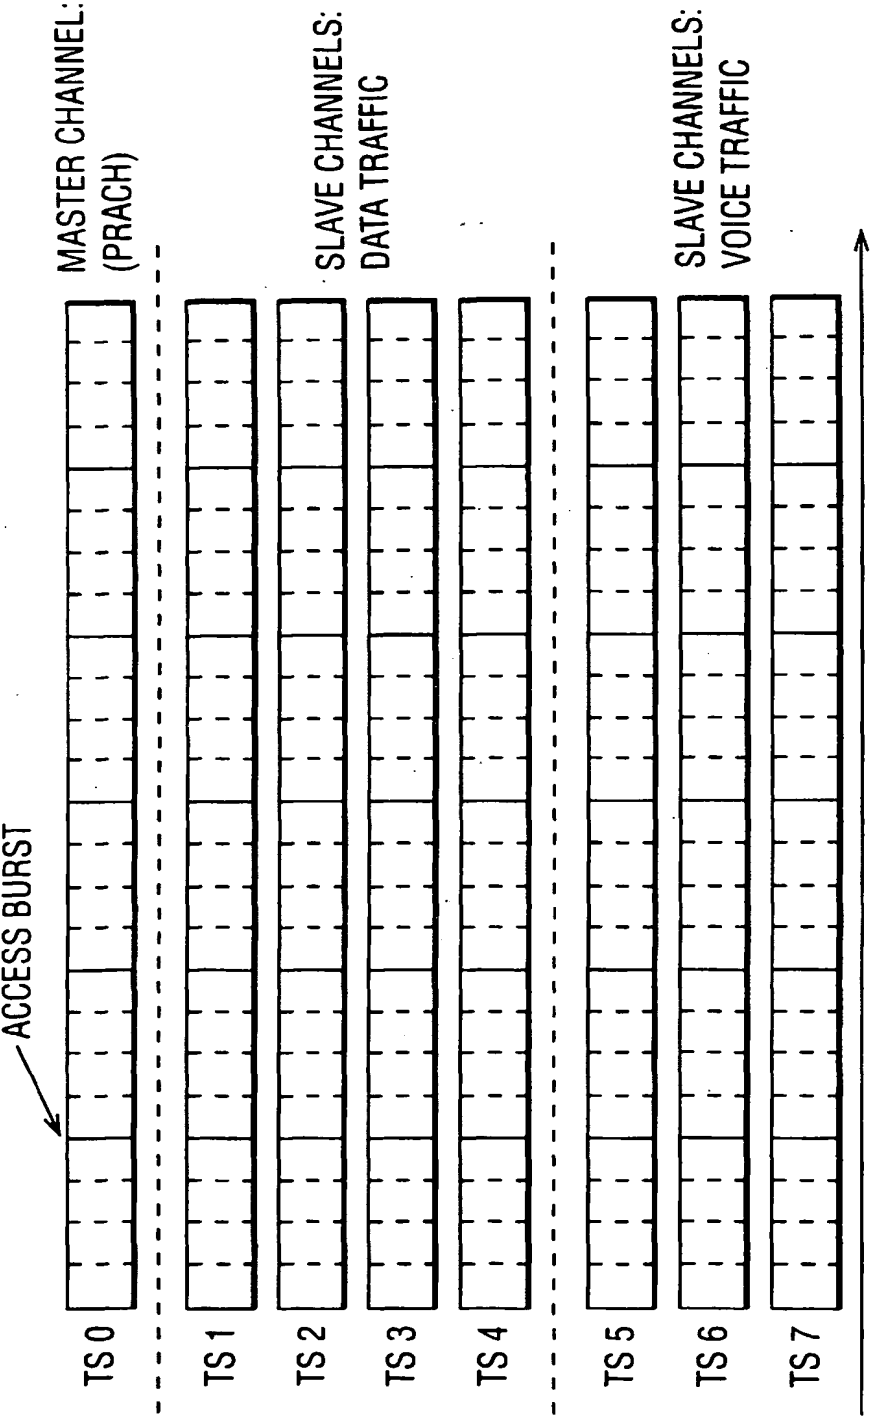 ACCESS BURST
TS 0
MASTER CHANNEL:
(PRACH)
TS 1
TS 2
SLAVE CHANNELS:
DATA TRAFFIC
TS 3
TS 4
TS 5
TS 6
SLAVE CHANNELS:
VOICE TRAFFIC
TS 7